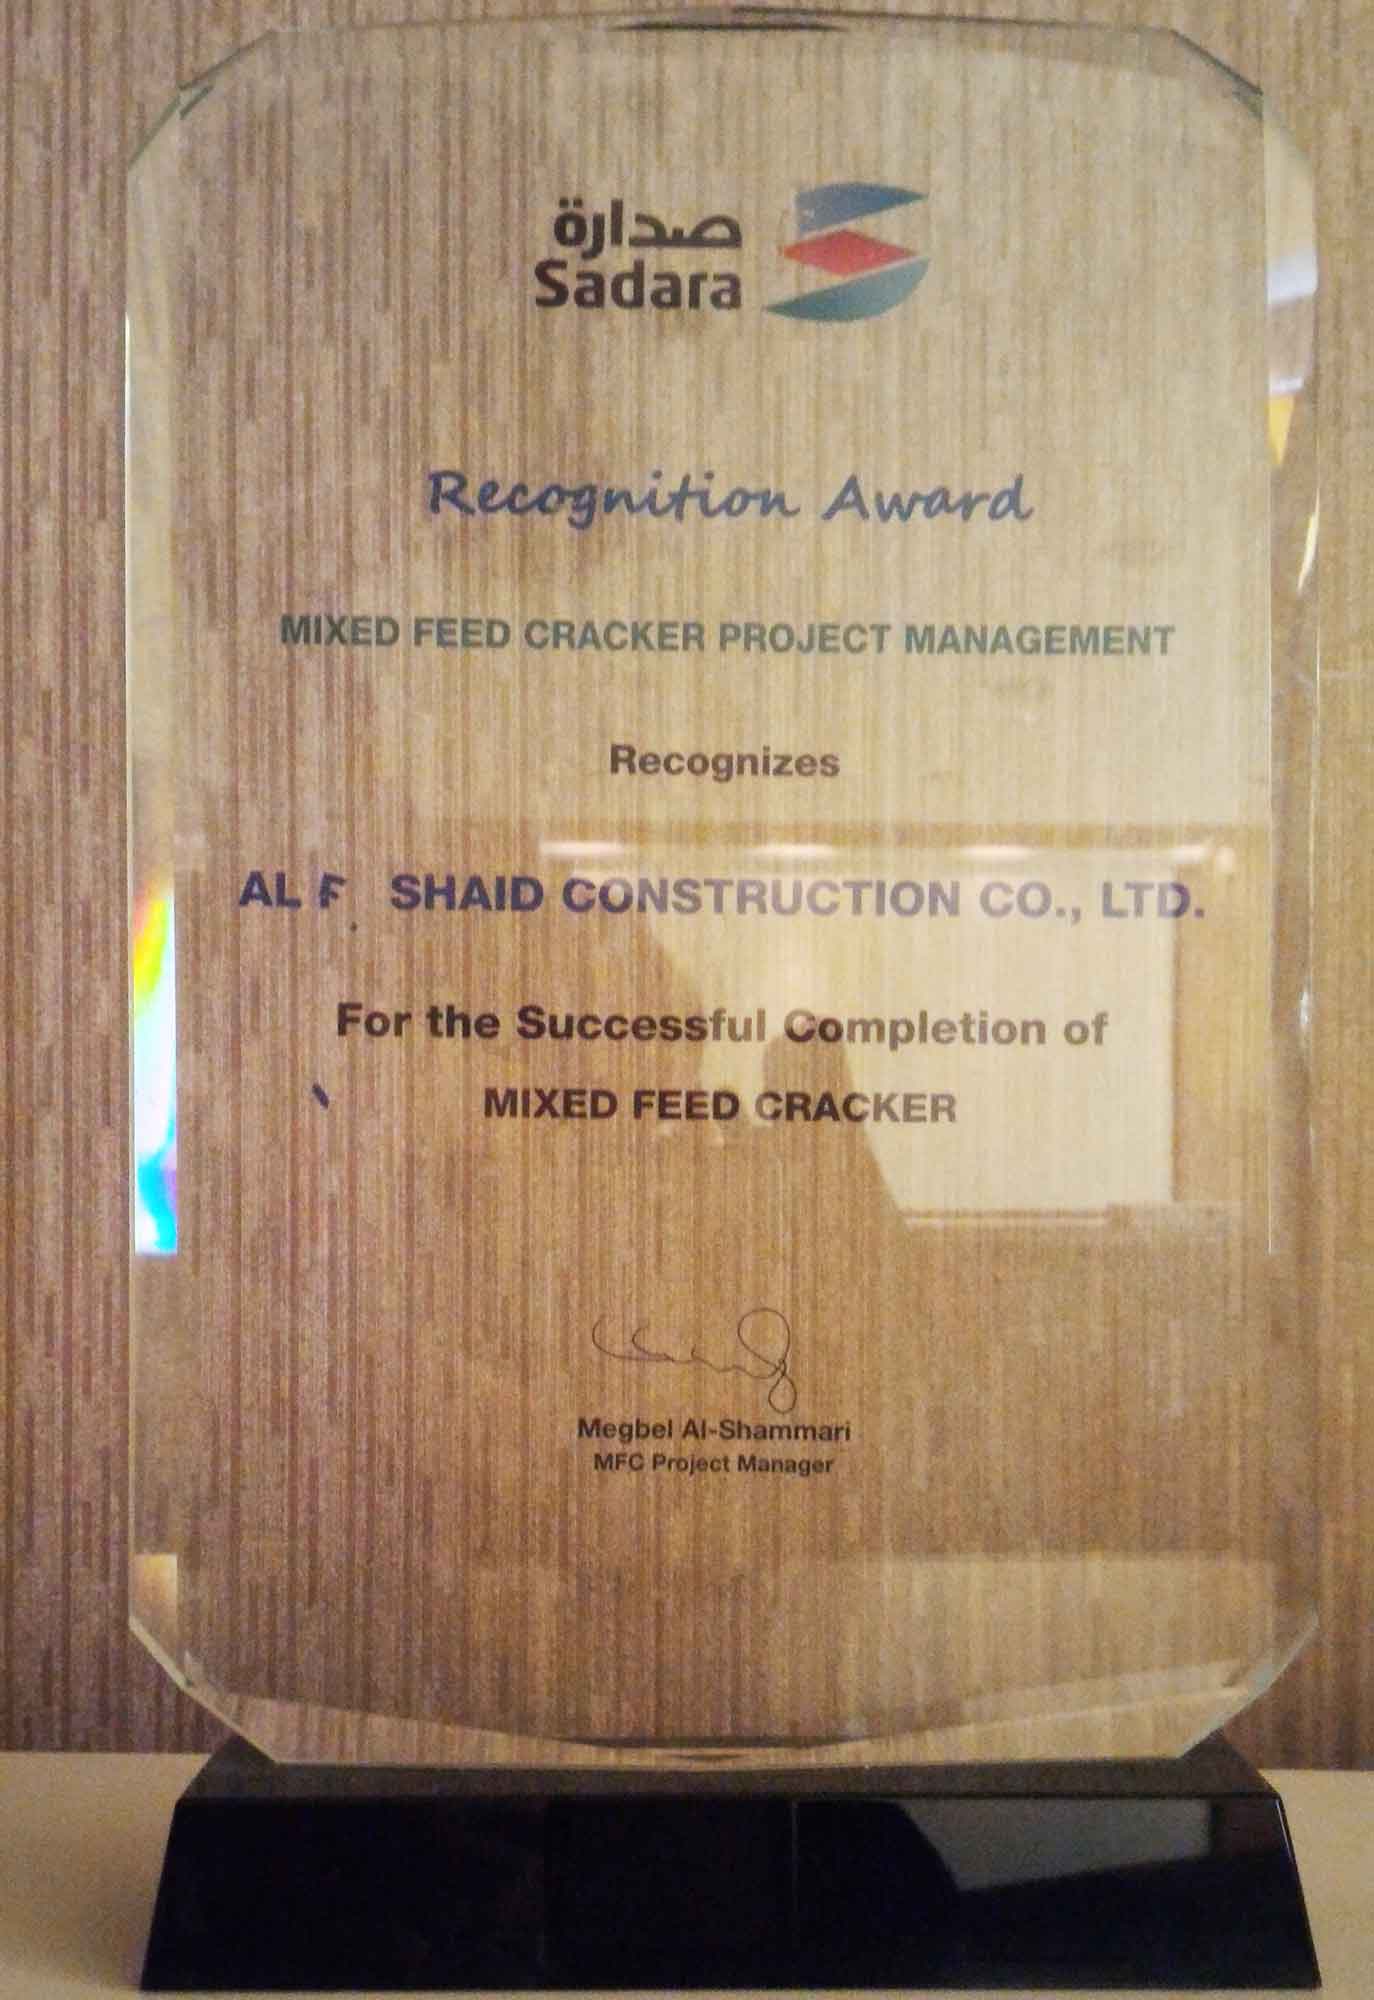 صدارة
Sadara
Recognition Award
MIXED FEED CRACKER PROJECT MANAGEMENT
Recognizes
AL F SHAID CONSTRUCTION CO., LTD.
For the Successful Completion of
MIXED FEED CRACKER
Megbel Al-Shammari
MFC Project Manager